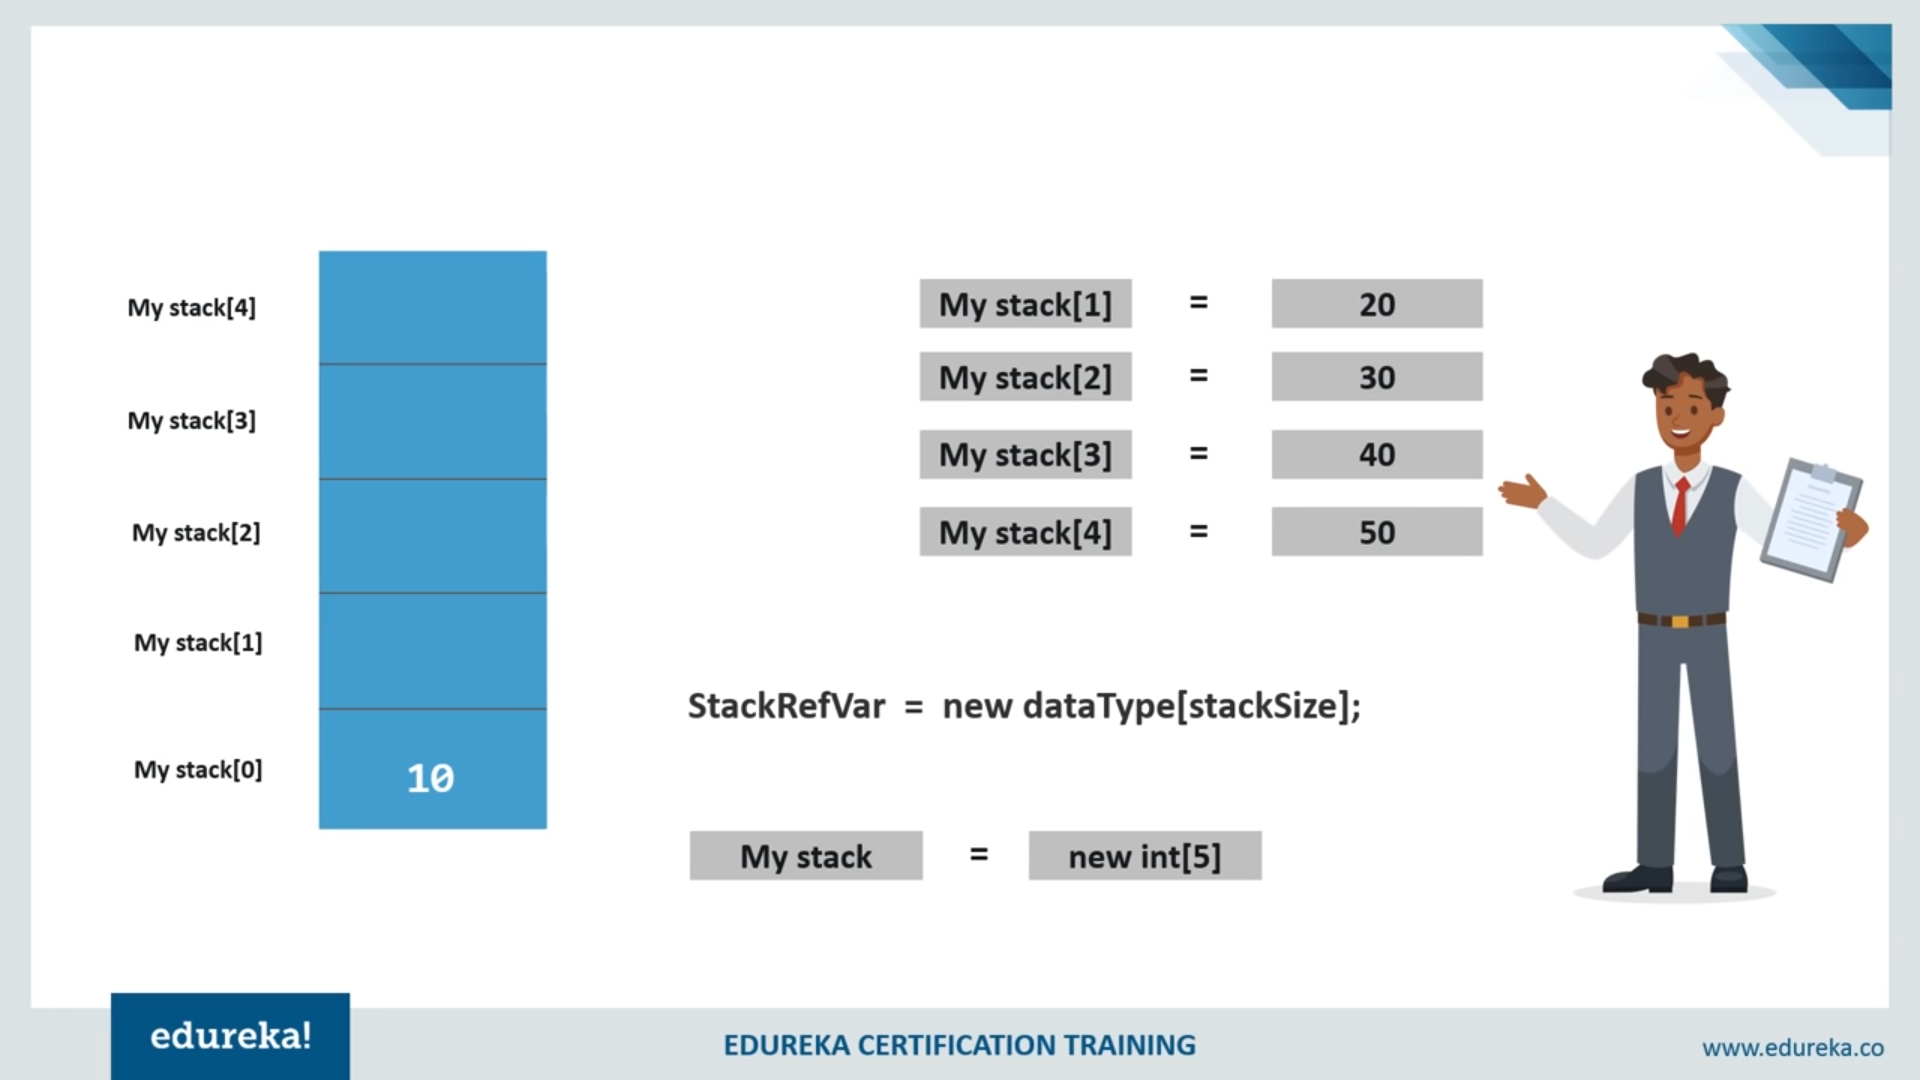 My stack[4]
My stack[3]
My stack[2]
My stack[1]
My stack[0]
10
My stack[1] = 20
My stack[2] = 30
My stack[3] = 40
My stack[4] = 50
StackRefVar = new dataType[stackSize];
My stack = new int[5]
edureka!
EDUREKA CERTIFICATION TRAINING
www.edureka.co